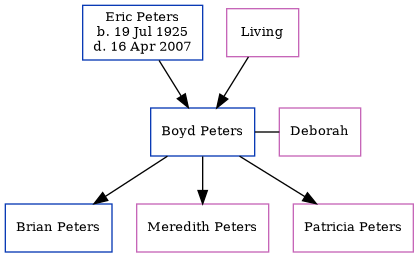 Eric Peters
b. 19 Jul 1925
d. 16 Apr 2007
Living
Boyd Peters
Deborah
Brian Peters
Meredith Peters
Patricia Peters